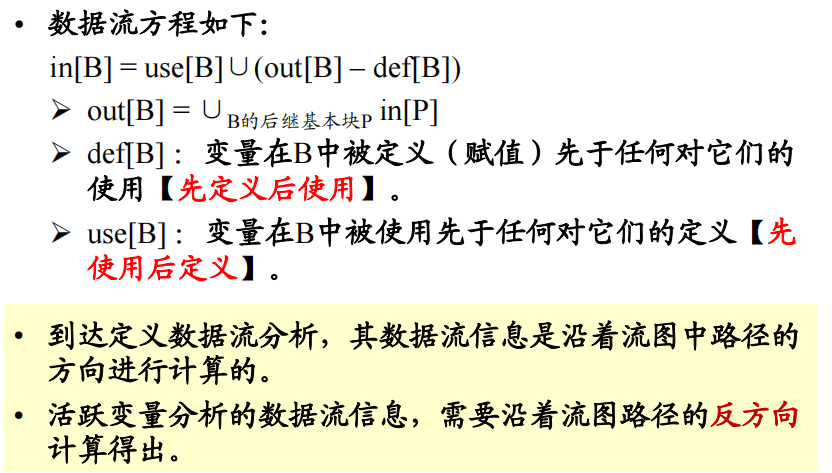 • 数据流方程如下:
in[B] = use[B]∪(out[B] – def[B])
➢ out[B] = ∪B的后继基本块P in[P]
➢ def[B] : 变量在B中被定义(赋值)先于任何对它们的
使用【先定义后使用】。
➢ use[B] : 变量在B中被使用先于任何对它们的定义【先
使用后定义】。
• 到达定义数据流分析，其数据流信息是沿着流图中路径的
方向进行计算的。
• 活跃变量分析的数据流信息，需要沿着流图路径的反方向
计算得出。